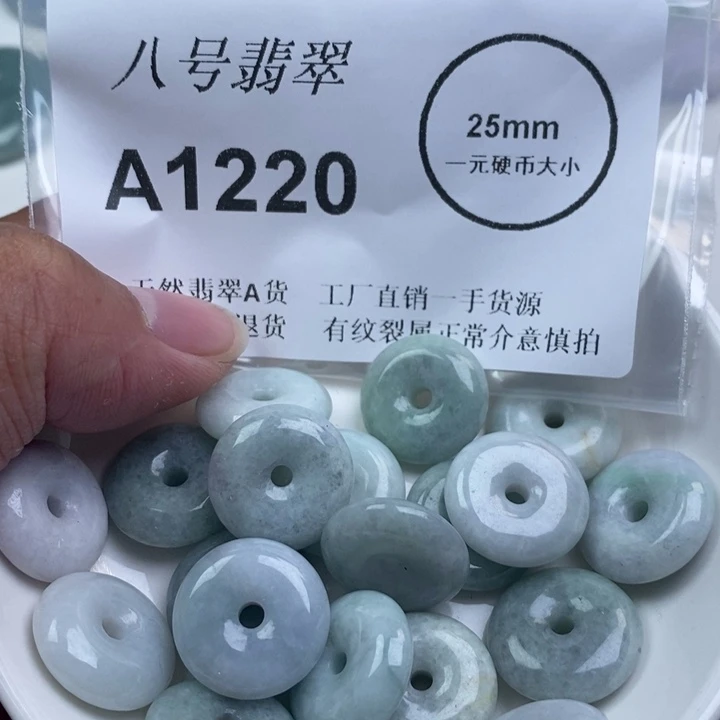 八号翡翠
A1220
25mm
一元硬币大小
天然翡翠A货 工厂直销一手货源
退货 有纹裂属正常介意慎拍